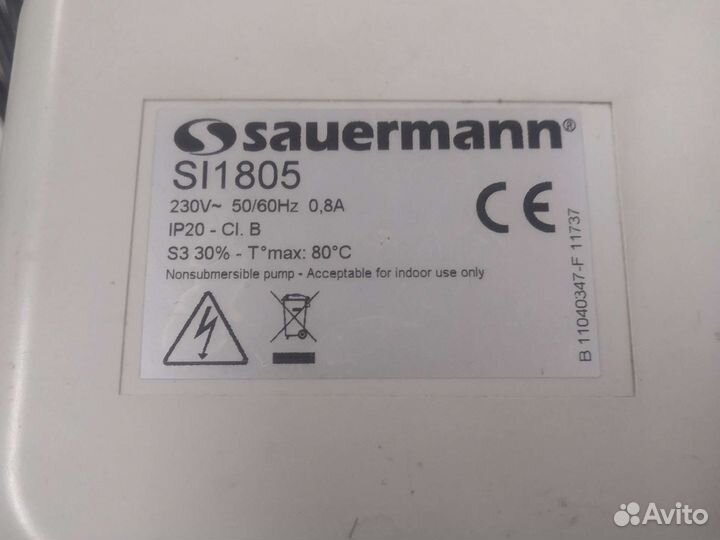 sauermann®
SI1805
230V~ 50/60Hz 0,8A
IP20 - Cl. B
S3 30% - T°max: 80°C
Nonsubmersible pump - Acceptable for indoor use only
CE
B 11040347-F 11737
Avito